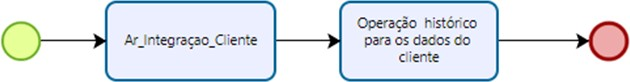 Ar_Integraçao_Cliente
Operação histórico
para os dados do
cliente